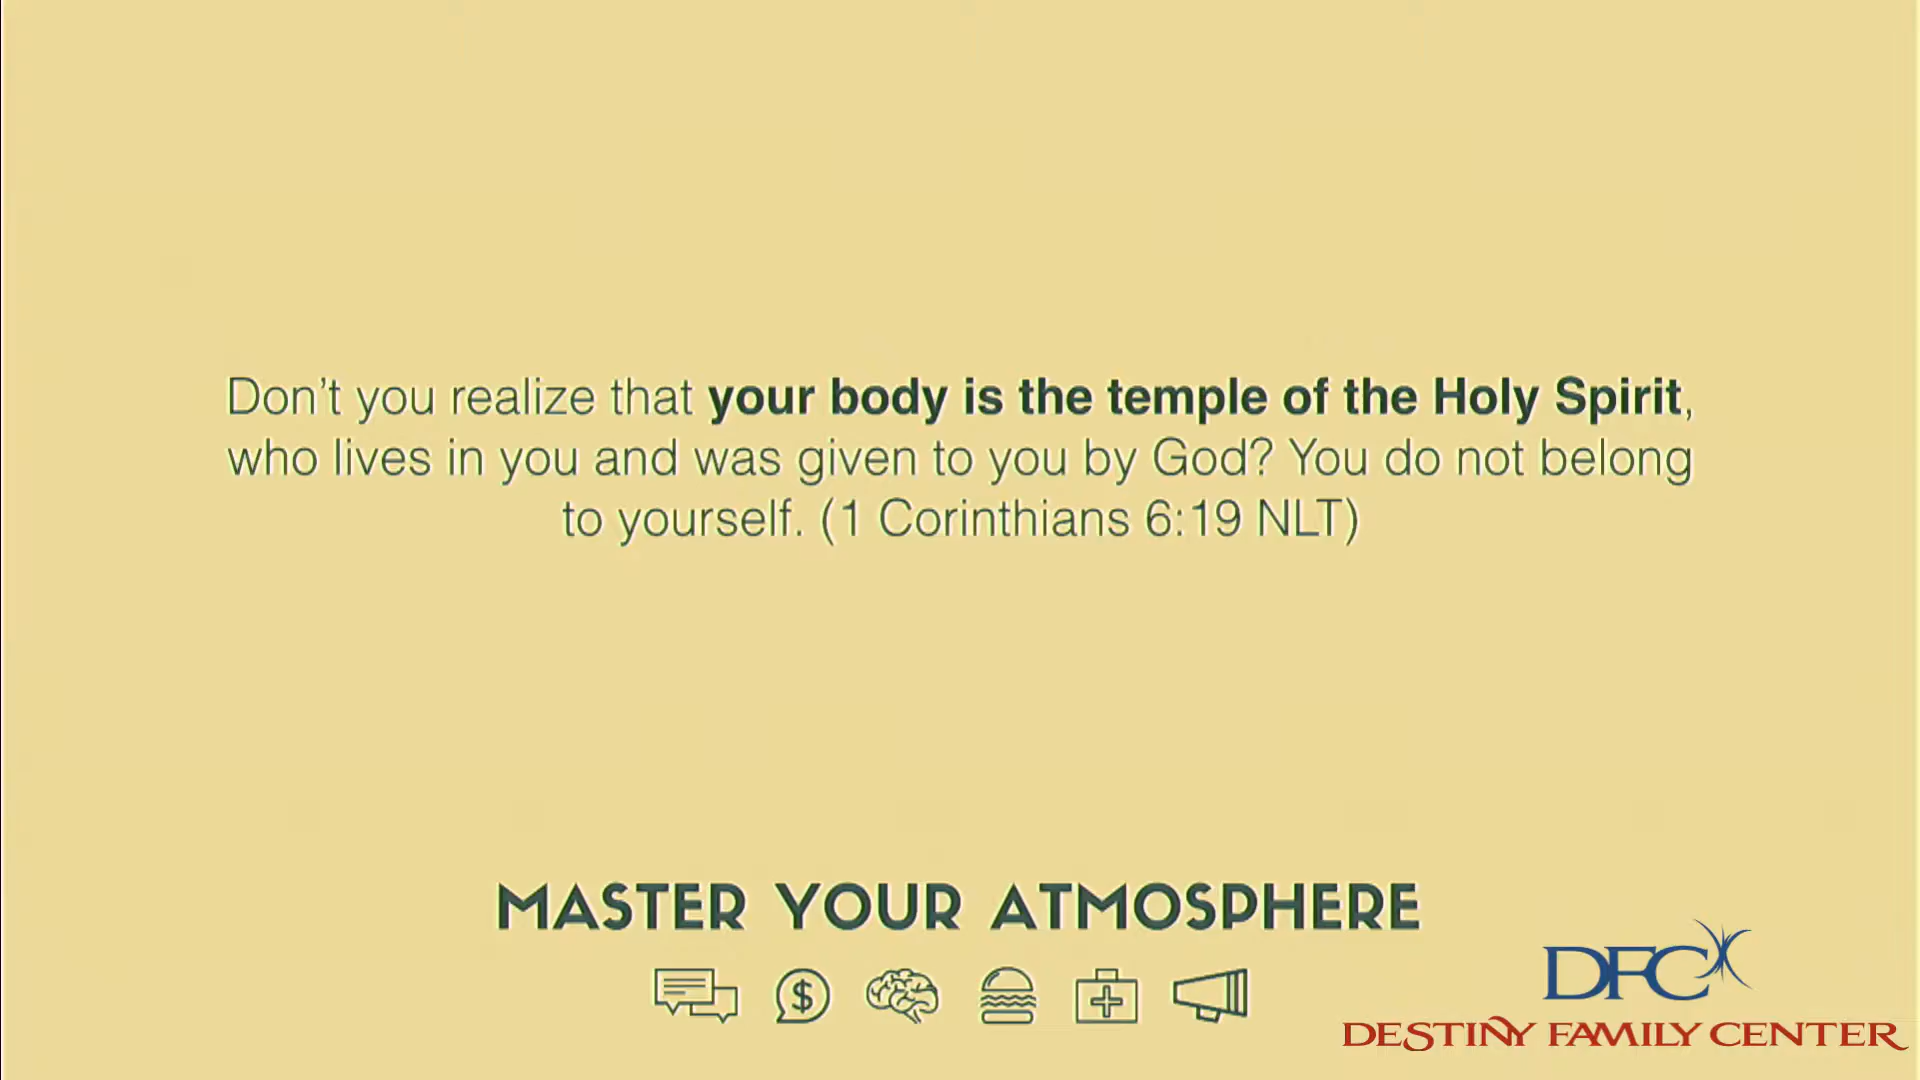 Don’t you realize that your body is the temple of the Holy Spirit,
who lives in you and was given to you by God? You do not belong
to yourself. (1 Corinthians 6:19 NLT)
MASTER YOUR ATMOSPHERE
$
DFC
DESTINY FAMILY CENTER